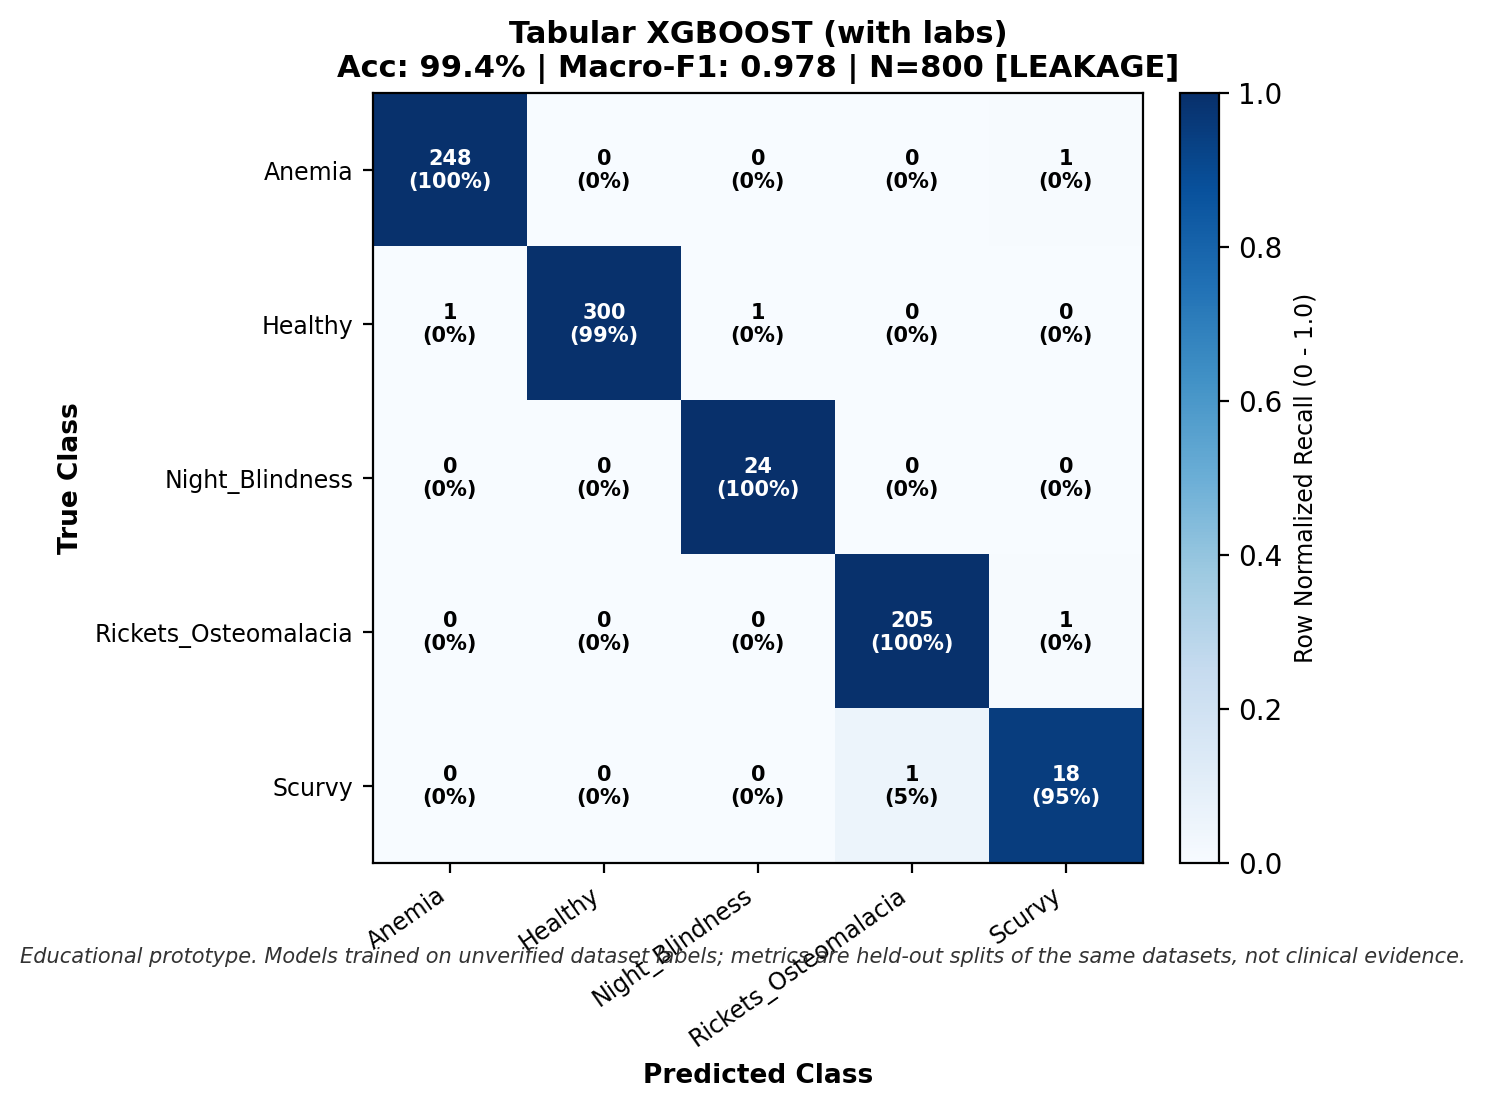 Tabular XGBOOST (with labs)
Acc: 99.4% | Macro-F1: 0.978 | N=800 [LEAKAGE]
True Class
Anemia
248 0 0 0 1
(100%) (0%) (0%) (0%) (0%)
Healthy
1 300 1 0 0
(0%) (99%) (0%) (0%) (0%)
Night_Blindness
0 0 24 0 0
(0%) (0%) (100%) (0%) (0%)
Rickets_Osteomalacia
0 0 0 205 1
(0%) (0%) (0%) (100%) (0%)
Scurvy
0 0 0 1 18
(0%) (0%) (0%) (5%) (95%)
1.0
0.8
0.6
0.4
0.2
0.0
Row Normalized Recall (0 - 1.0)
Anemia
Healthy
Night_Blindness
Rickets_Osteomalacia
Scurvy
Educational prototype. Models trained on unverified dataset labels; metrics are held-out splits of the same datasets, not clinical evidence.
Predicted Class